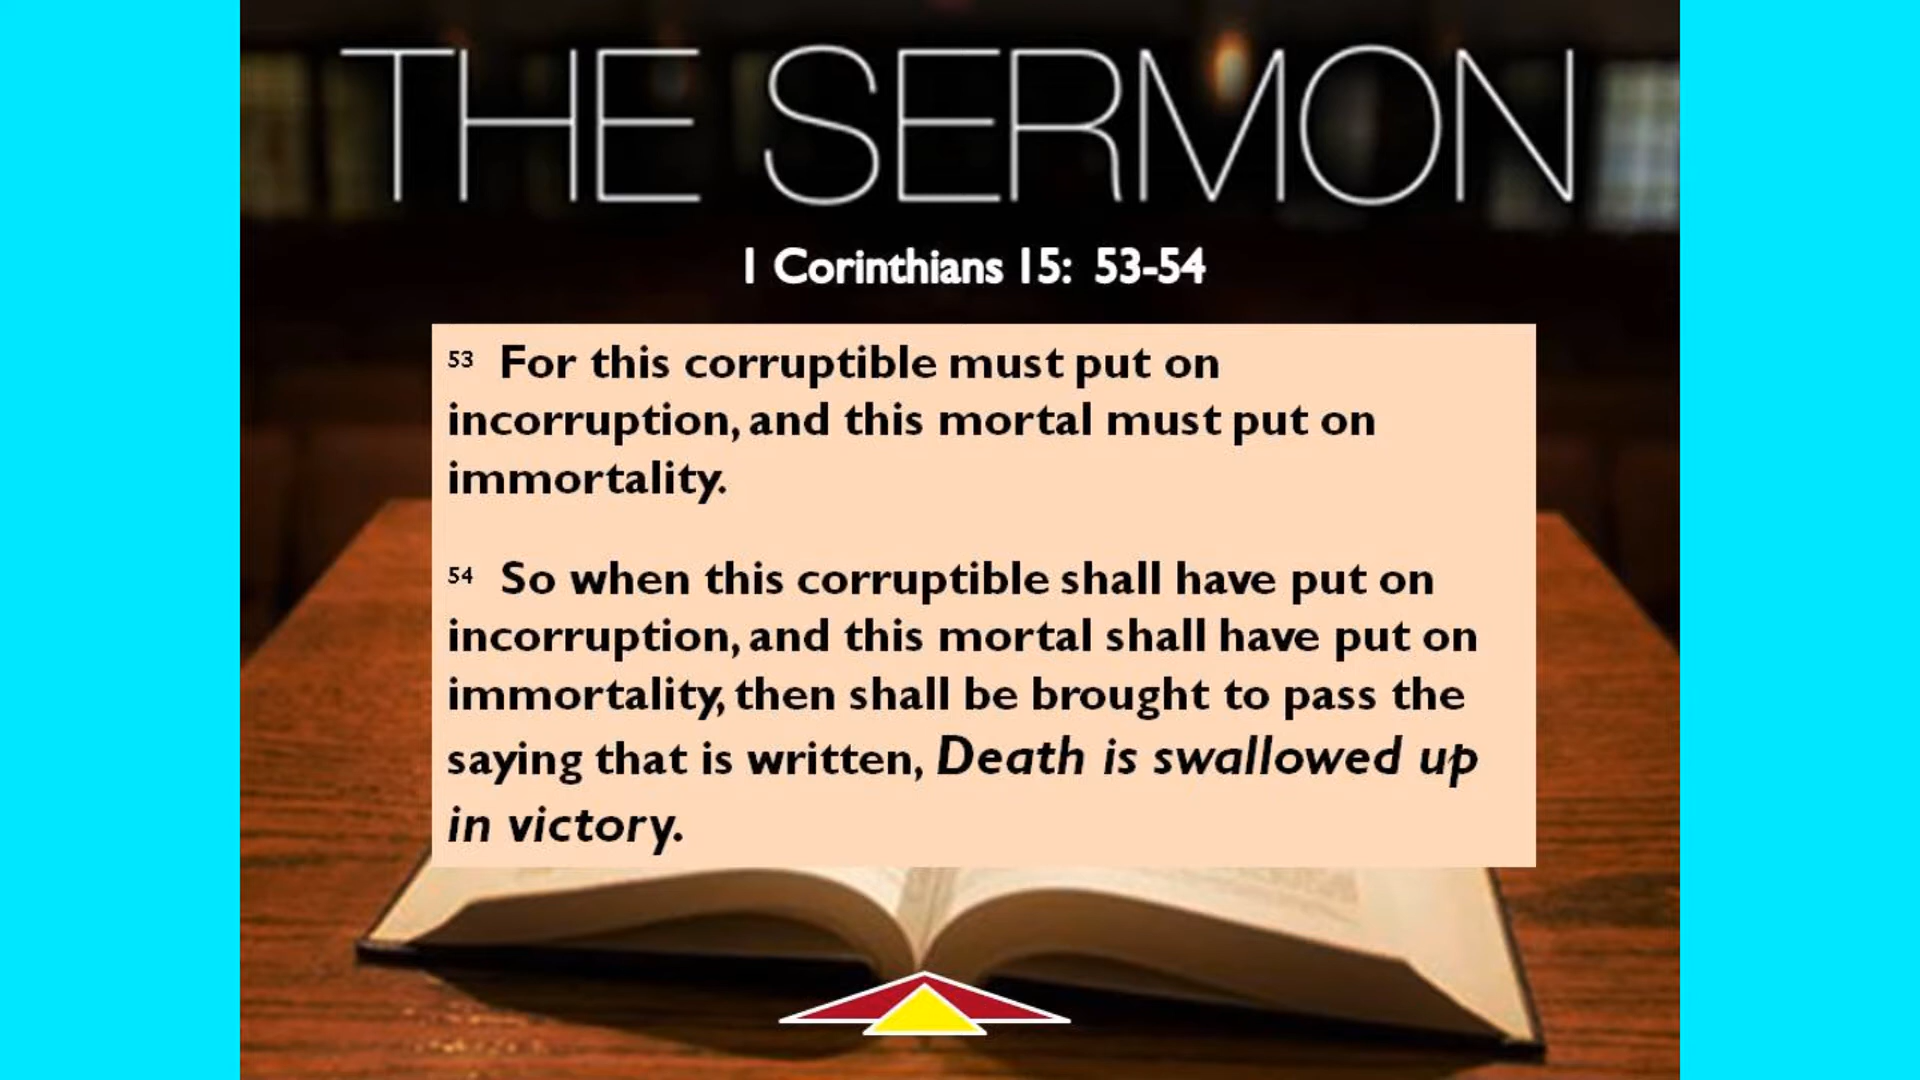 THE SERMON
1 Corinthians 15: 53-54
53 For this corruptible must put on
incorruption, and this mortal must put on
immortality.
54 So when this corruptible shall have put on
incorruption, and this mortal shall have put on
immortality, then shall be brought to pass the
saying that is written, Death is swallowed up
in victory.